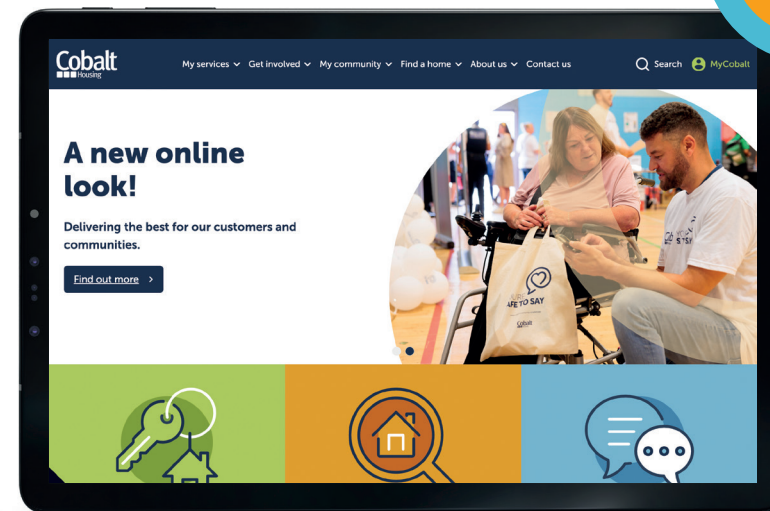 Cobalt
Housing
My services
Get involved
My community
Find a home
About us
Contact us
Search
MyCobalt
A new online
look!
Delivering the best for our customers and
communities.
Find out more
AFE TO SAY
Cobalt